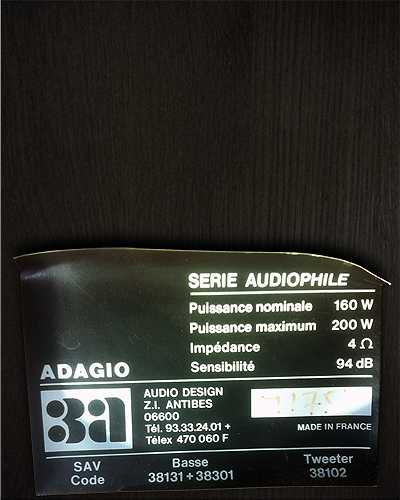 SERIE AUDIOPHILE
Puissance nominale 160 W
Puissance maximum 200 W
Impédance 4 Ω
Sensibilité 94 dB
ADAGIO
3a
AUDIO DESIGN
Z.I. ANTIBES
06600
Tél. 93.33.24.01 +
Télex 470 060 F
MADE IN FRANCE
SAV Code
Basse
38131 + 38301
Tweeter
38102